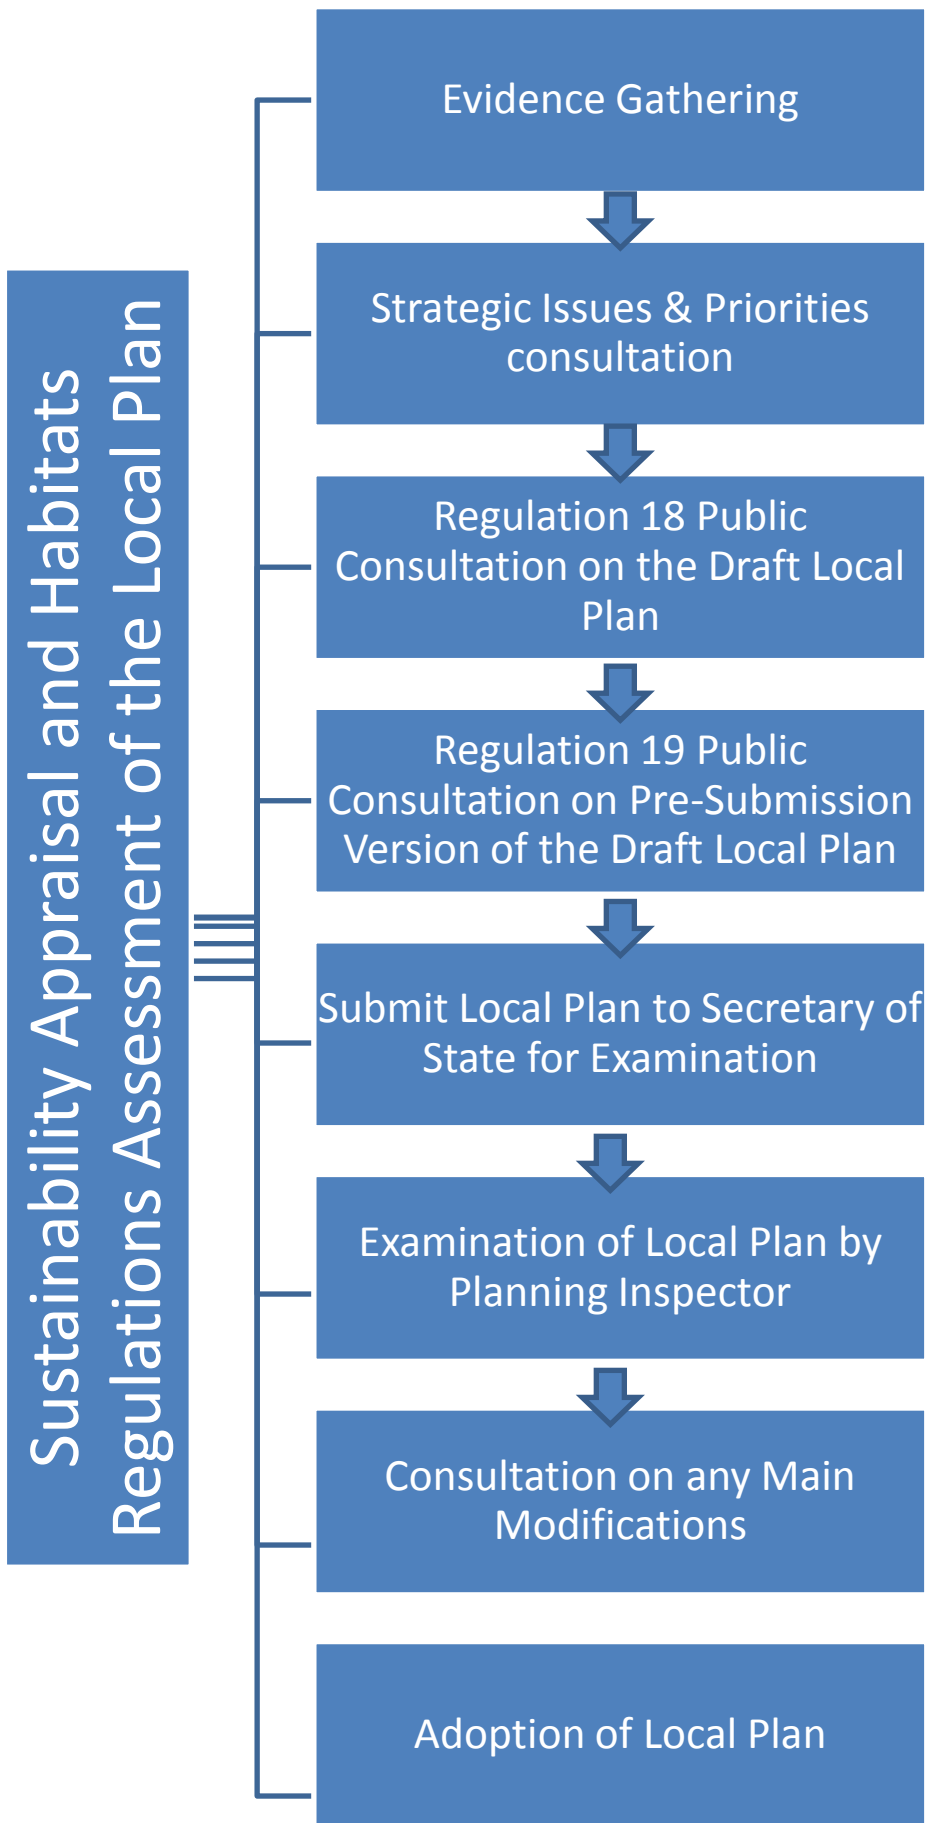 Sustainability Appraisal and Habitats
Regulations Assessment of the Local Plan
Evidence Gathering
Strategic Issues & Priorities
consultation
Regulation 18 Public
Consultation on the Draft Local
Plan
Regulation 19 Public
Consultation on Pre-Submission
Version of the Draft Local Plan
Submit Local Plan to Secretary of
State for Examination
Examination of Local Plan by
Planning Inspector
Consultation on any Main
Modifications
Adoption of Local Plan